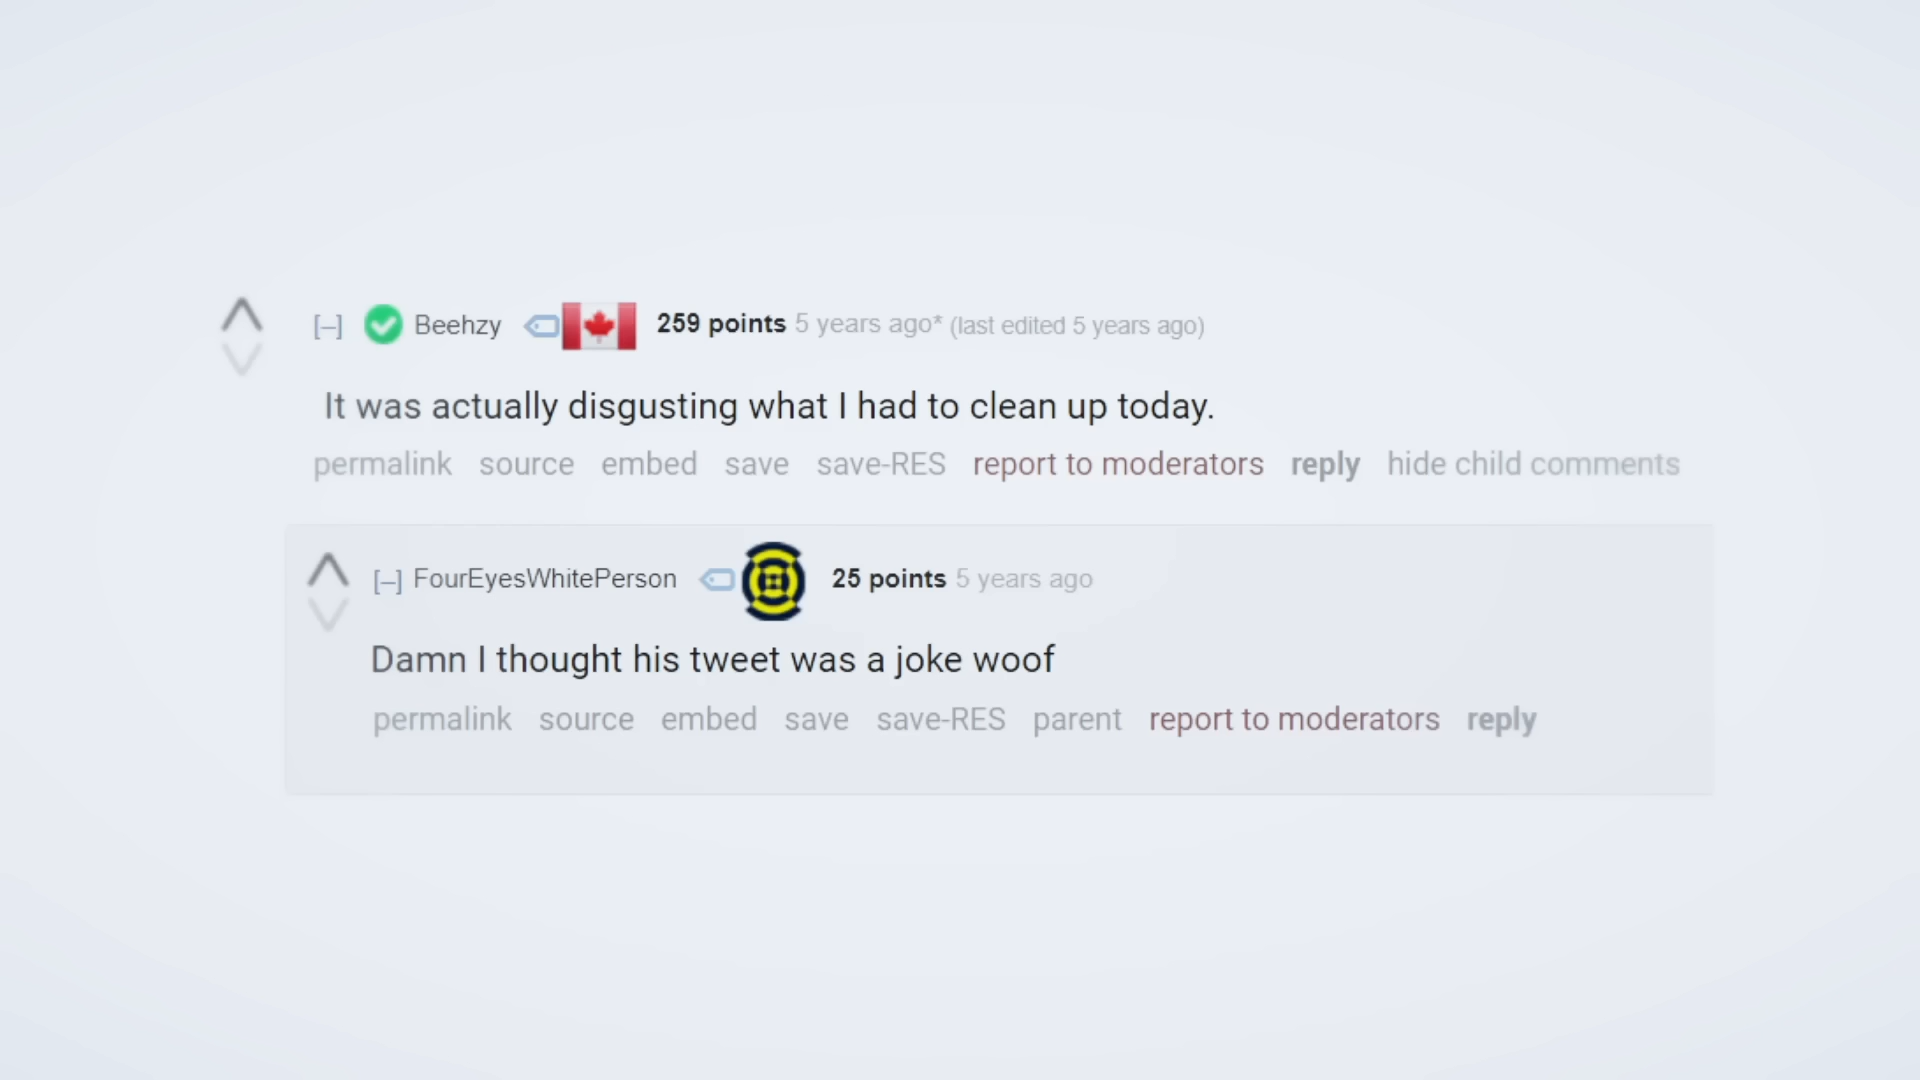 [–] Beehzy 259 points 5 years ago* (last edited 5 years ago)
It was actually disgusting what I had to clean up today.
permalink source embed save save-RES report to moderators reply hide child comments
[–] FourEyesWhitePerson 25 points 5 years ago
Damn I thought his tweet was a joke woof
permalink source embed save save-RES parent report to moderators reply